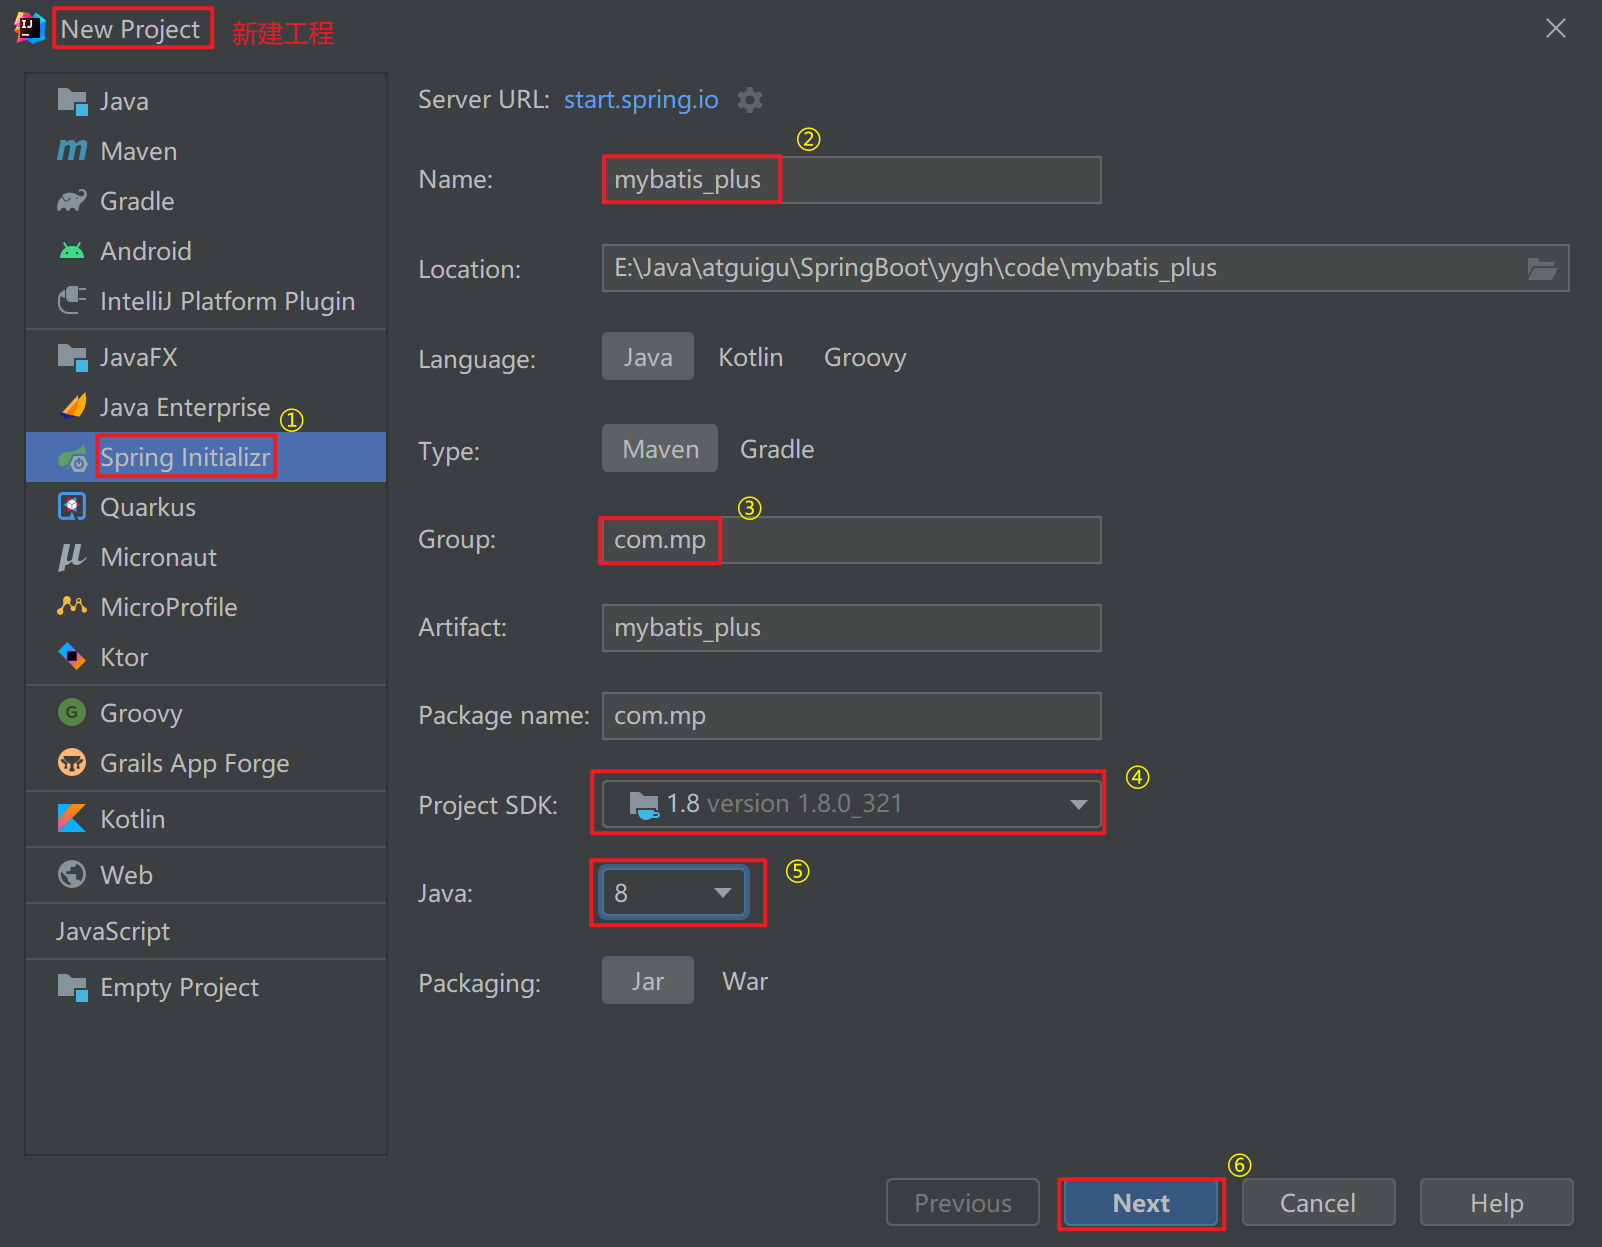 New Project 新建工程
Java
Maven
Gradle
Android
IntelliJ Platform Plugin
JavaFX
Java Enterprise
①
Spring Initializr
Quarkus
Micronaut
MicroProfile
Ktor
Groovy
Grails App Forge
Kotlin
Web
JavaScript
Empty Project
Server URL: start.spring.io
②
Name: mybatis_plus
Location: E:\Java\atguigu\SpringBoot\yygh\code\mybatis_plus
Language: Java Kotlin Groovy
Type: Maven Gradle
③
Group: com.mp
Artifact: mybatis_plus
Package name: com.mp
④
Project SDK: 1.8 version 1.8.0_321
⑤
Java: 8
Packaging: Jar War
⑥
Previous Next Cancel Help